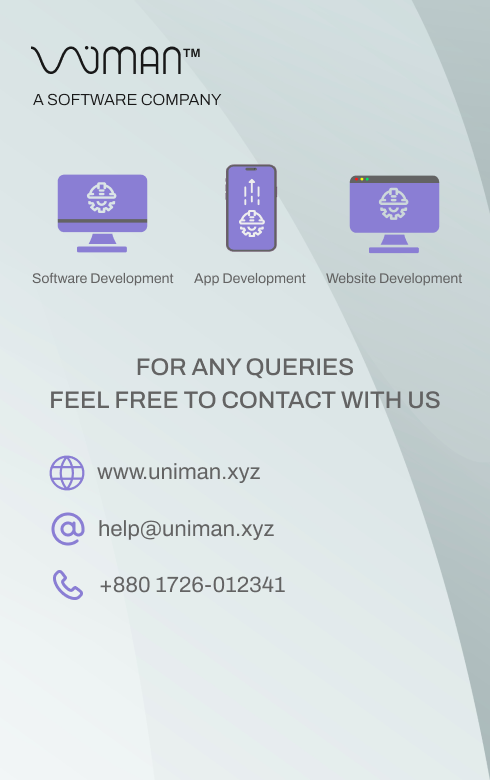 UNIMAN™
A SOFTWARE COMPANY
Software Development App Development Website Development
FOR ANY QUERIES
FEEL FREE TO CONTACT WITH US
www.uniman.xyz
help@uniman.xyz
+880 1726-012341